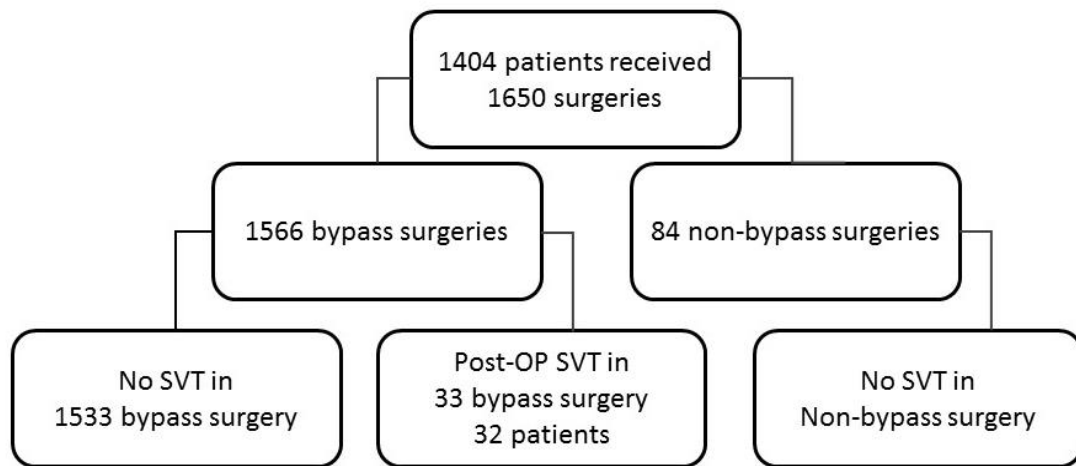 1404 patients received
1650 surgeries
1566 bypass surgeries
84 non-bypass surgeries
No SVT in
1533 bypass surgery
Post-OP SVT in
33 bypass surgery
32 patients
No SVT in
Non-bypass surgery